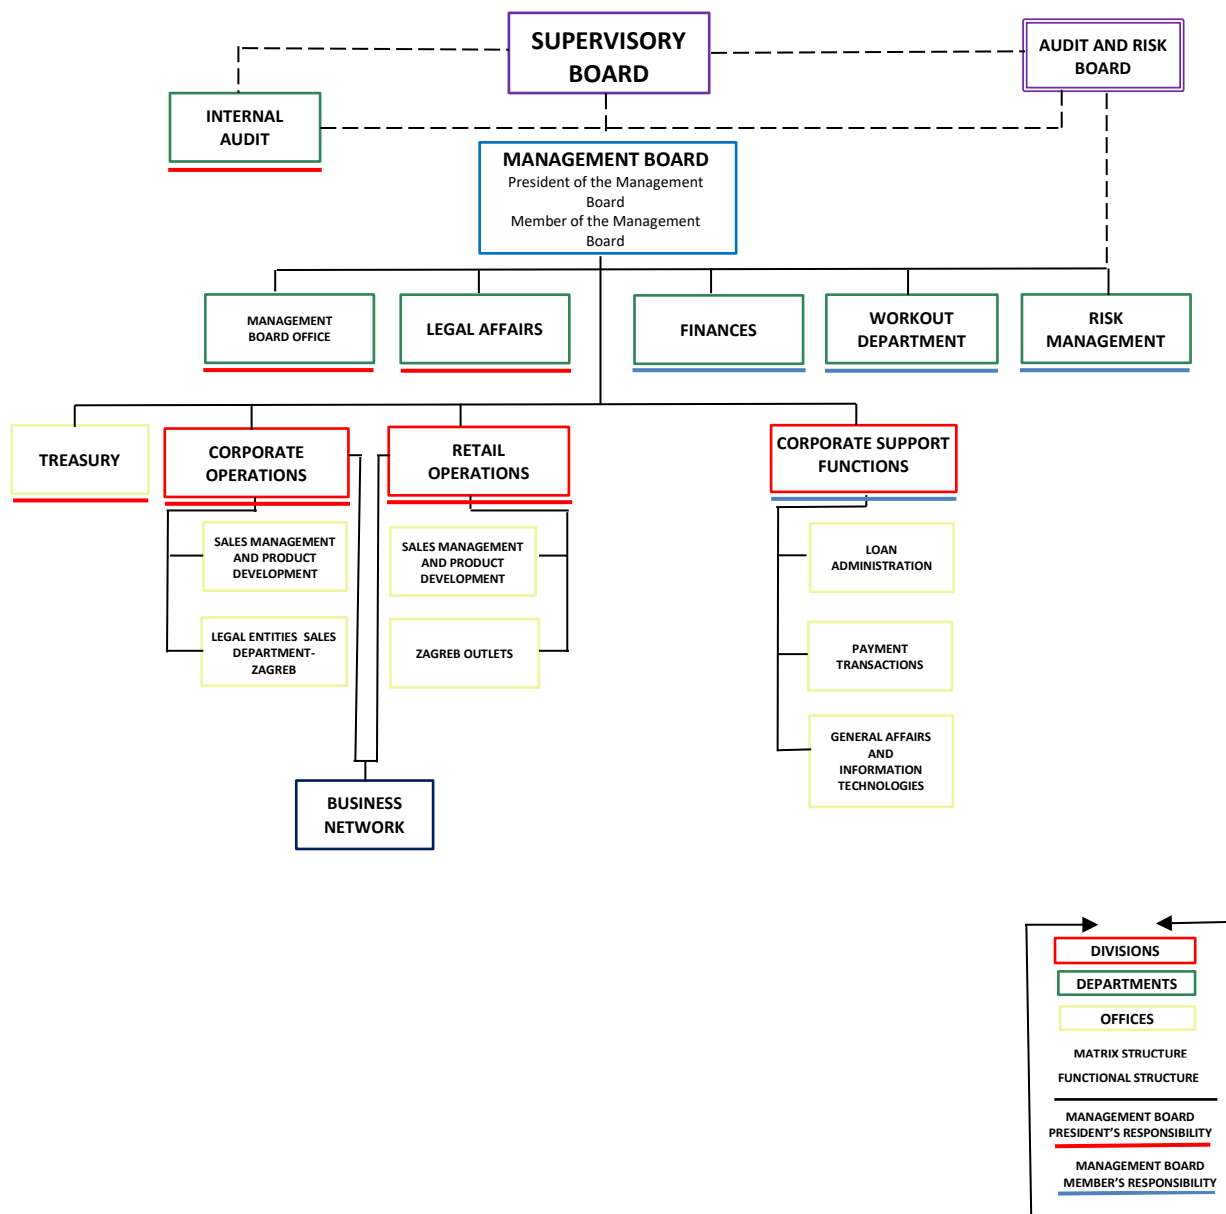 SUPERVISORY
BOARD
AUDIT AND RISK
BOARD
INTERNAL
AUDIT
MANAGEMENT BOARD
President of the Management
Board
Member of the Management
Board
MANAGEMENT
BOARD OFFICE
LEGAL AFFAIRS
FINANCES
WORKOUT
DEPARTMENT
RISK
MANAGEMENT
TREASURY
CORPORATE
OPERATIONS
RETAIL
OPERATIONS
CORPORATE SUPPORT
FUNCTIONS
SALES MANAGEMENT
AND PRODUCT
DEVELOPMENT
SALES MANAGEMENT
AND PRODUCT
DEVELOPMENT
LOAN
ADMINISTRATION
LEGAL ENTITIES SALES
DEPARTMENT-
ZAGREB
ZAGREB OUTLETS
PAYMENT
TRANSACTIONS
GENERAL AFFAIRS
AND
INFORMATION
TECHNOLOGIES
BUSINESS
NETWORK
DIVISIONS
DEPARTMENTS
OFFICES
MATRIX STRUCTURE
FUNCTIONAL STRUCTURE
MANAGEMENT BOARD
PRESIDENT'S RESPONSIBILITY
MANAGEMENT BOARD
MEMBER'S RESPONSIBILITY